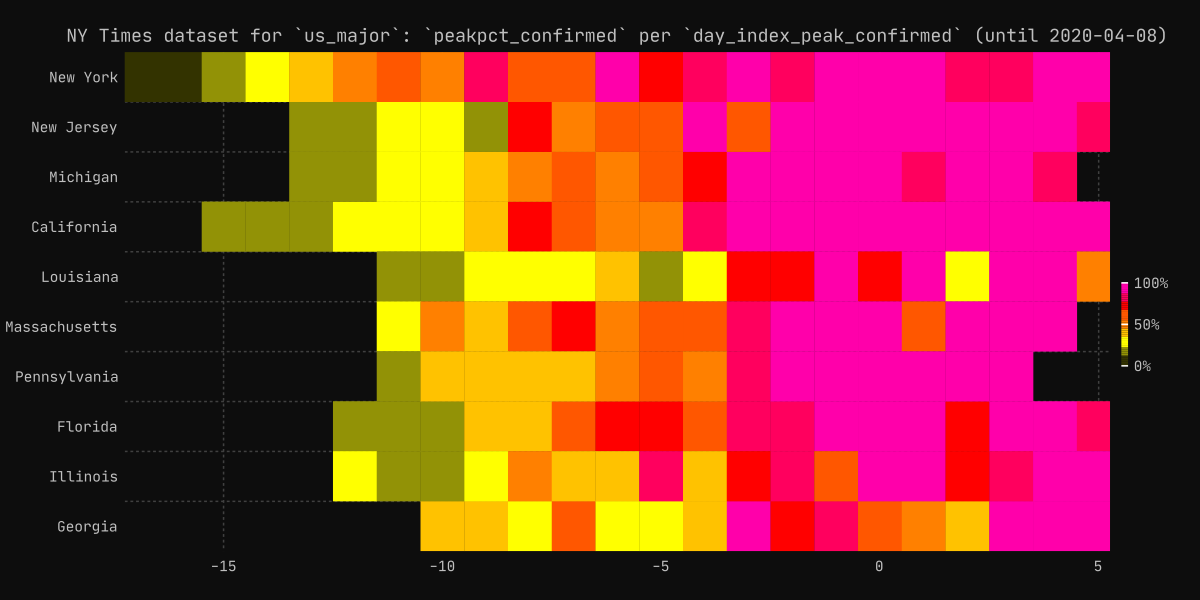 NY Times dataset for `us_major`: `peakpct_confirmed` per `day_index_peak_confirmed` (until 2020-04-08)
New York
New Jersey
Michigan
California
Louisiana
Massachusetts
Pennsylvania
Florida
Illinois
Georgia
-15
-10
-5
0
5
100%
50%
0%